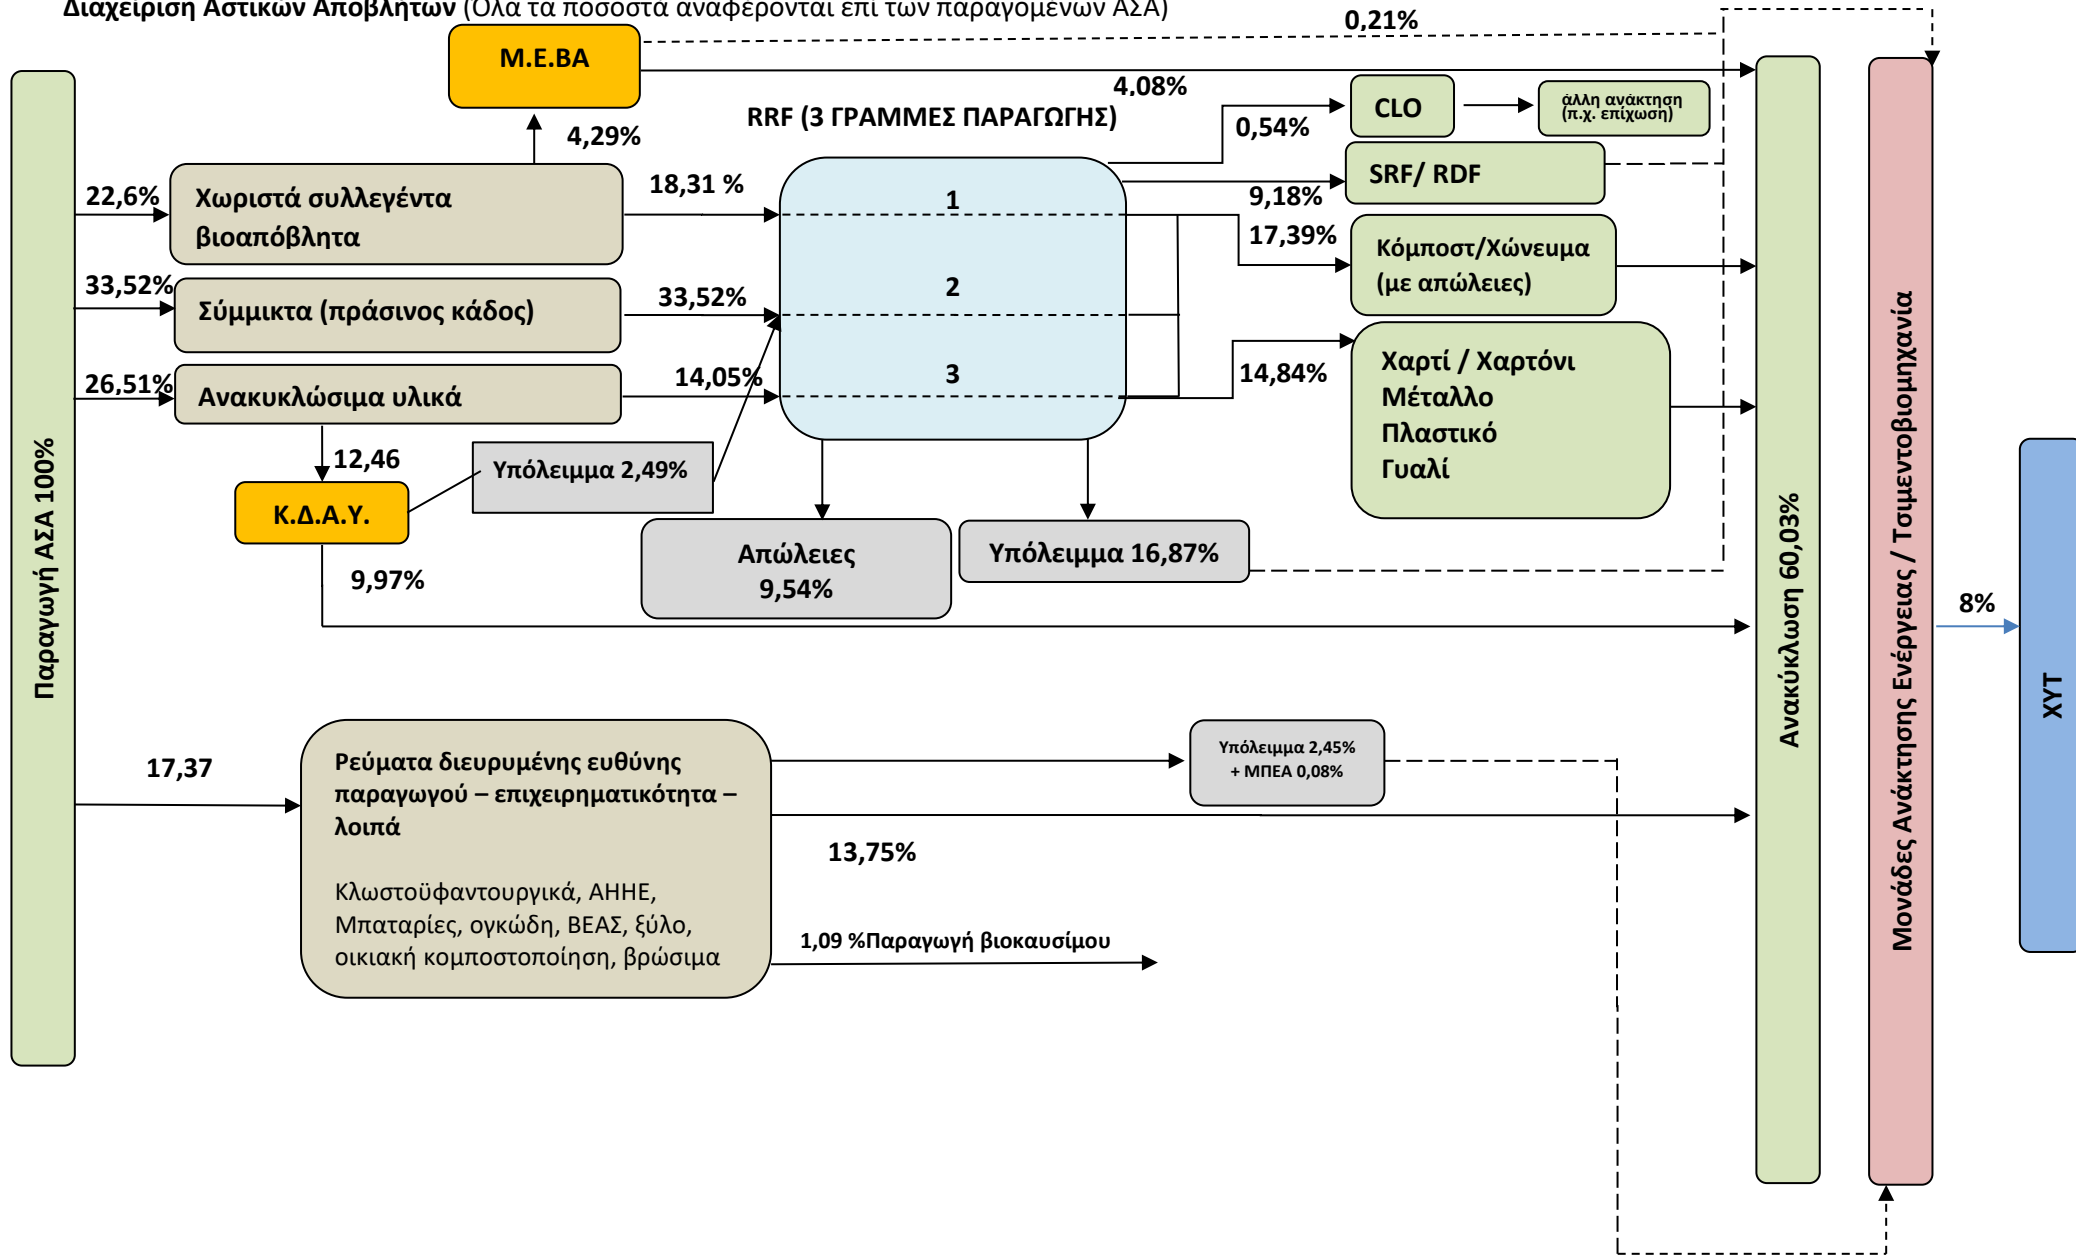 Διαχείριση Αστικών Αποβλήτων (Όλα τα ποσοστά αναφέρονται επί των παραγομένων ΑΣΑ)
0,21%
Μ.Ε.ΒΑ
4,08%
4,29%
RRF (3 ΓΡΑΜΜΕΣ ΠΑΡΑΓΩΓΗΣ)
0,54%
CLO
άλλη ανάκτηση
(π.χ. επίχωση)
22,6%
Χωριστά συλλεγέντα
βιοαπόβλητα
18,31 %
1
9,18%
SRF/ RDF
17,39%
Κόμποστ/Χώνευμα
(με απώλειες)
33,52%
Σύμμικτα (πράσινος κάδος)
33,52%
2
26,51%
Ανακυκλώσιμα υλικά
14,05%
3
14,84%
Χαρτί / Χαρτόνι
Μέταλλο
Πλαστικό
Γυαλί
12,46
Υπόλειμμα 2,49%
Κ.Δ.Α.Υ.
9,97%
Απώλειες
9,54%
Υπόλειμμα 16,87%
Παραγωγή ΑΣΑ 100%
Ανακύκλωση 60,03%
Μονάδες Ανάκτησης Ενέργειας / Τσιμεντοβιομηχανία
8%
ΧΥΤ
17,37
Ρεύματα διευρυμένης ευθύνης
παραγωγού – επιχειρηματικότητα –
λοιπά
Κλωστοϋφαντουργικά, ΑΗΗΕ,
Μπαταρίες, ογκώδη, ΒΕΑΣ, ξύλο,
οικιακή κομποστοποίηση, βρώσιμα
Υπόλειμμα 2,45%
+ ΜΠΕΑ 0,08%
13,75%
1,09 %Παραγωγή βιοκαυσίμου